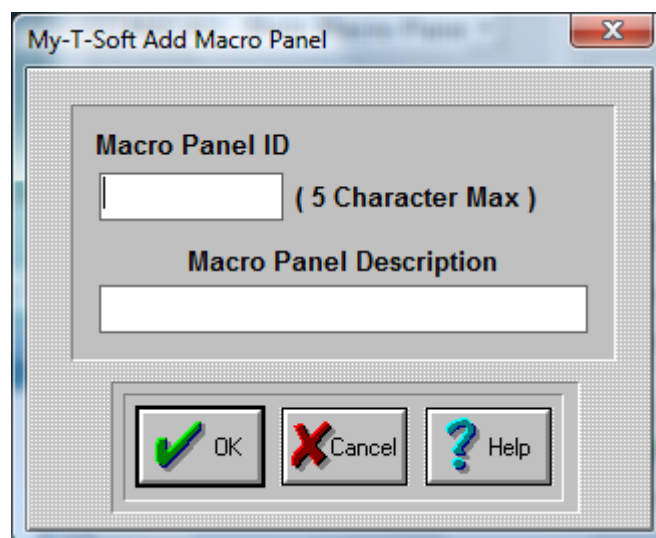 My-T-Soft Add Macro Panel
Macro Panel ID
( 5 Character Max )
Macro Panel Description
OK
Cancel
Help